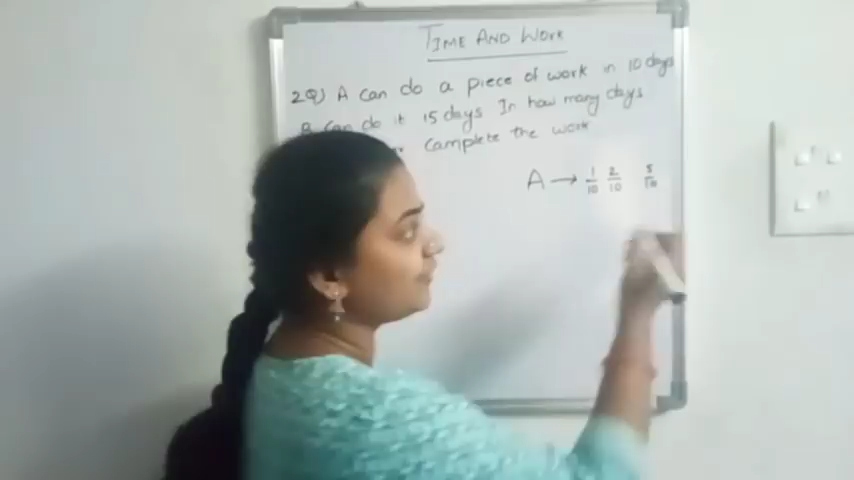 TIME AND WORK
2Q) A can do a piece of work in 10 days
B can do it 15 days In how many days
complete the work
A → 1/10 2/10 5/10